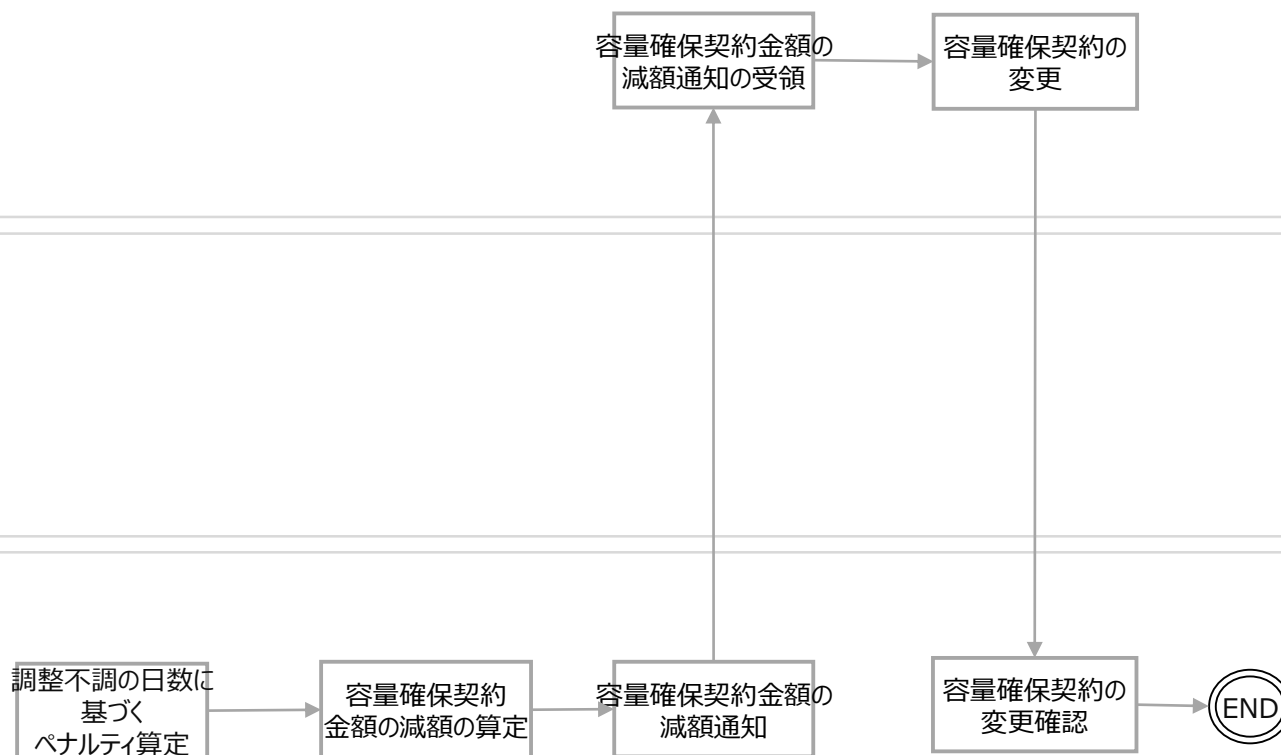 容量確保契約金額の
減額通知の受領
容量確保契約の
変更
調整不調の日数に
基づく
ペナルティ算定
容量確保契約
金額の減額の算定
容量確保契約金額の
減額通知
容量確保契約の
変更確認
END